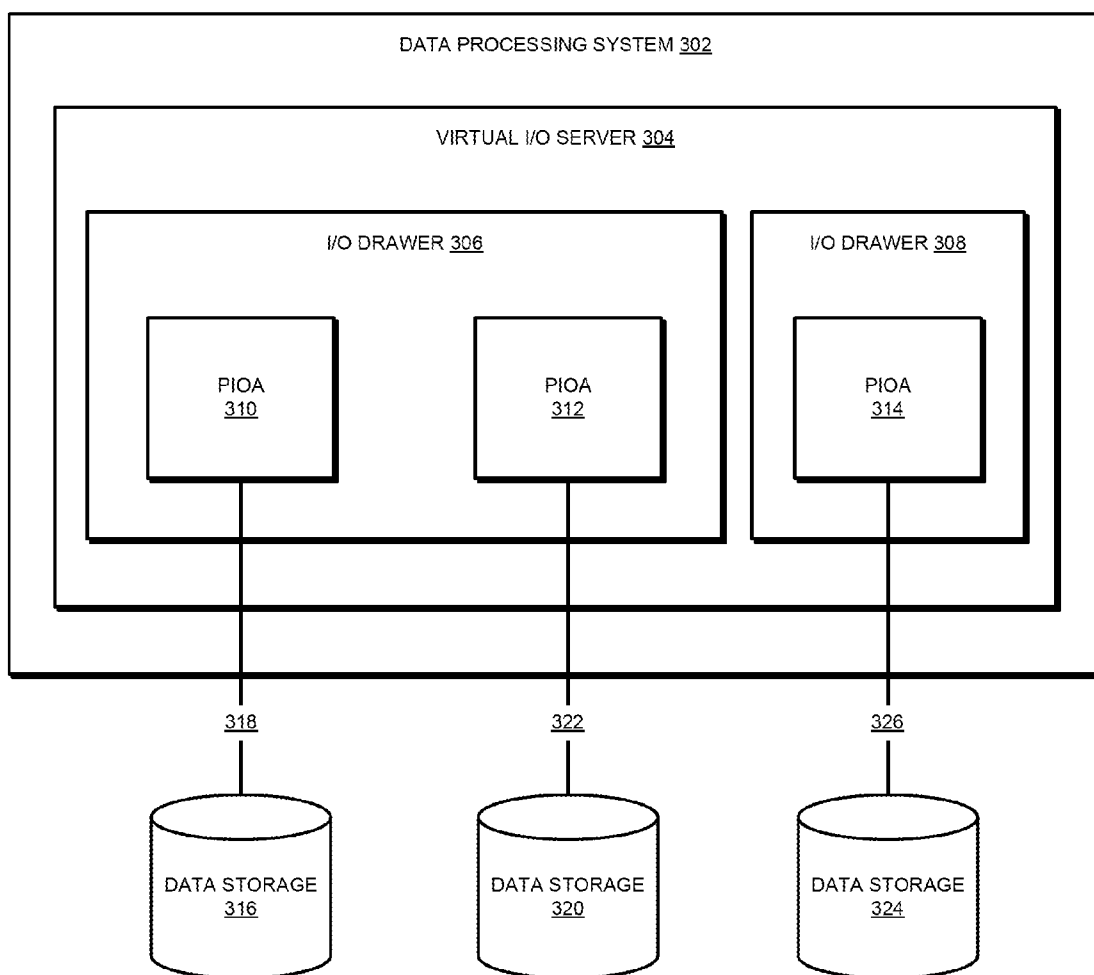 DATA PROCESSING SYSTEM 302
VIRTUAL I/O SERVER 304
I/O DRAWER 306
I/O DRAWER 308
PIOA
310
PIOA
312
PIOA
314
318
322
326
DATA STORAGE
316
DATA STORAGE
320
DATA STORAGE
324